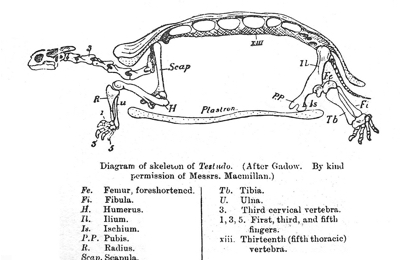 3
xiii
Scap
Il
Fe
R
u
H
Plastron
P.P.
Is
Fi
Tb
1
3
5
Diagram of skeleton of Testudo. (After Gadow. By kind
permission of Messrs. Macmillan.)
Fe. Femur, foreshortened.
Fi. Fibula.
H. Humerus.
Il. Ilium.
Is. Ischium.
P.P. Pubis.
R. Radius.
Scap. Scapula.
Tb. Tibia.
U. Ulna.
3. Third cervical vertebra.
1, 3, 5. First, third, and fifth
fingers.
xiii. Thirteenth (fifth thoracic)
vertebra.